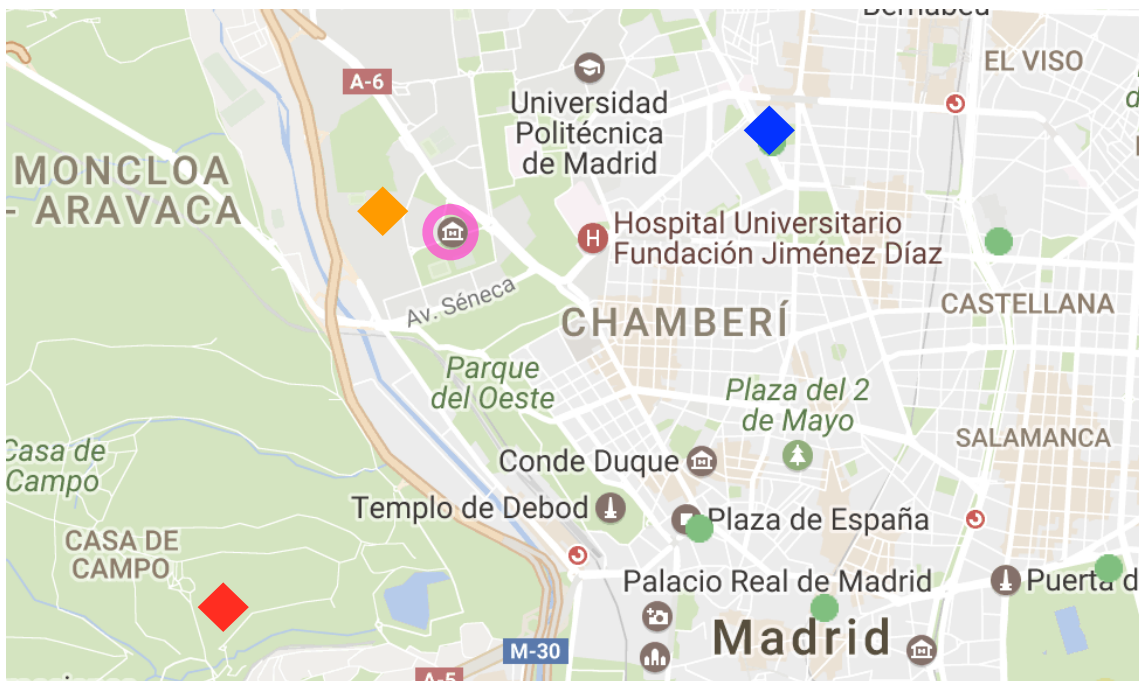 EL VISO
A-6
Universidad
Politécnica
de Madrid
MONCLOA
- ARAVACA
H
Hospital Universitario
Fundación Jiménez Díaz
Av. Séneca
CASTELLANA
CHAMBERÍ
Parque
del Oeste
Plaza del 2
de Mayo
SALAMANCA
Casa de
Campo
Conde Duque
Templo de Debod
Plaza de España
CASA DE
CAMPO
Palacio Real de Madrid
Puerta d
Madrid
M-30
A-5